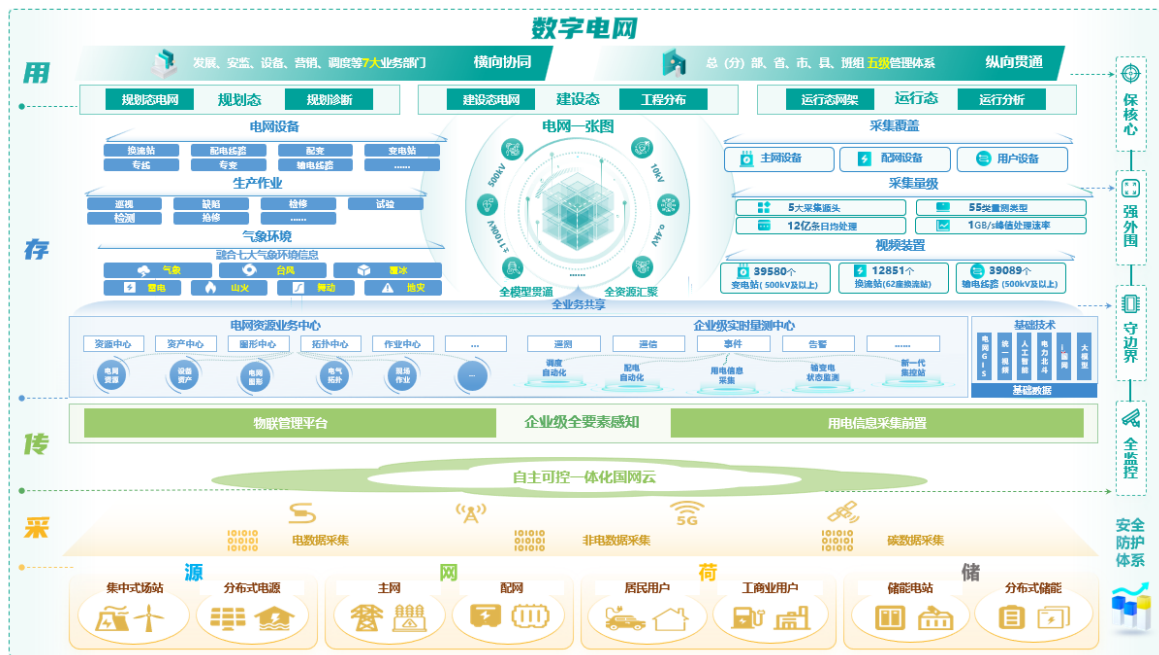 数字电网
用
发展、安监、设备、营销、调度等7大业务部门
横向协同
总（分）部、省、市、县、班组 五级管理体系
纵向贯通
规划态电网
规划态
规划诊断
建设态电网
建设态
工程分布
运行态网架
运行态
运行分析
存
电网设备
换流站
配电线路
配变
变电站
专线
专变
输电线路
......
生产作业
巡视
缺陷
检修
试验
检测
抢修
......
气象环境
融合七大气象环境信息
气象
台风
覆冰
雷电
山火
舞动
地灾
电网一张图
500kV
10kV
±1100kV
0.4kV
......
全模型贯通
全资源汇聚
采集覆盖
主网设备
配网设备
用户设备
采集量级
5大采集源头
55类量测类型
12亿条日均处理
1GB/s峰值处理速率
视频装置
39580个
变电站( 500kV及以上)
12851个
换流站(62座换流站)
39089个
输电线路 (500kV及以上)
全业务共享
电网资源业务中心
资源中心
资产中心
图形中心
拓扑中心
作业中心
...
电网
资源
设备
资产
电网
图形
电气
拓扑
现场
作业
...
企业级实时量测中心
遥测
遥信
事件
告警
......
调度
自动化
配电
自动化
用电信息
采集
输变电
状态监测
新一代
集控站
基础技术
电网GIS
统一视频
人工智能
电力北斗
i国网
大模型
基础数据
传
物联管理平台
企业级全要素感知
用电信息采集前置
自主可控一体化国网云
采
5G
010101
010101
电数据采集
010101
010101
非电数据采集
010101
010101
碳数据采集
源
集中式场站
分布式电源
网
主网
配网
荷
居民用户
工商业用户
储
储能电站
分布式储能
保核心
强外围
守边界
全监控
安全
防护
体系